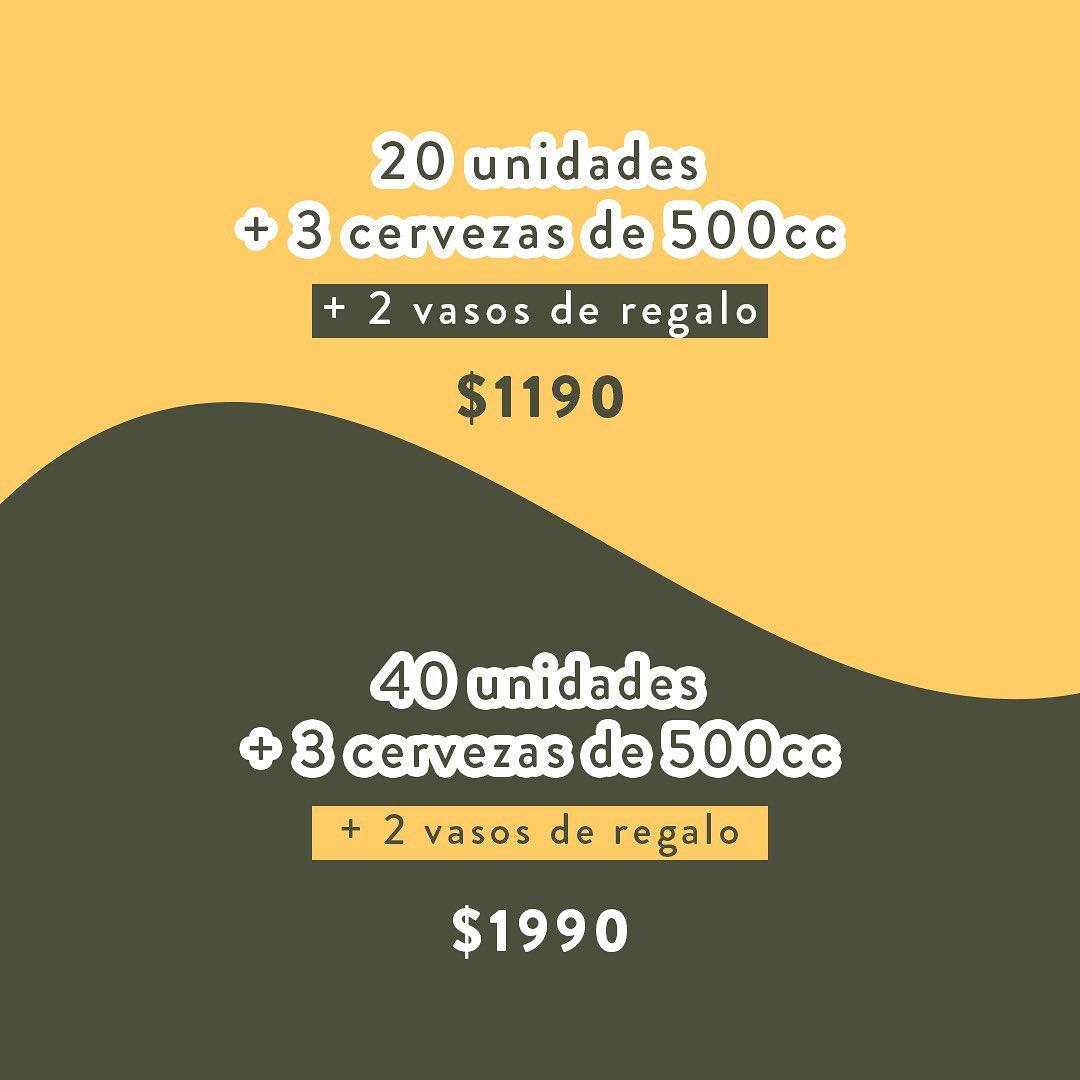 20 unidades
+ 3 cervezas de 500cc
+ 2 vasos de regalo
$1190
40 unidades
+ 3 cervezas de 500cc
+ 2 vasos de regalo
$1990